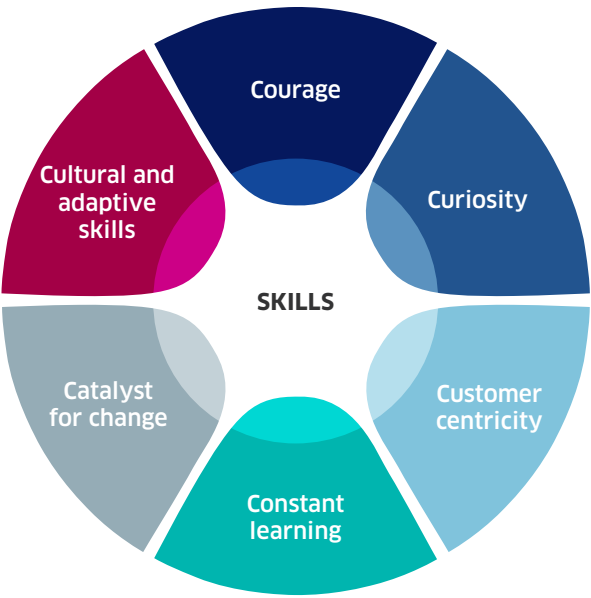 Courage
Curiosity
Customer
centricity
Constant
learning
Catalyst
for change
Cultural and
adaptive
skills
SKILLS